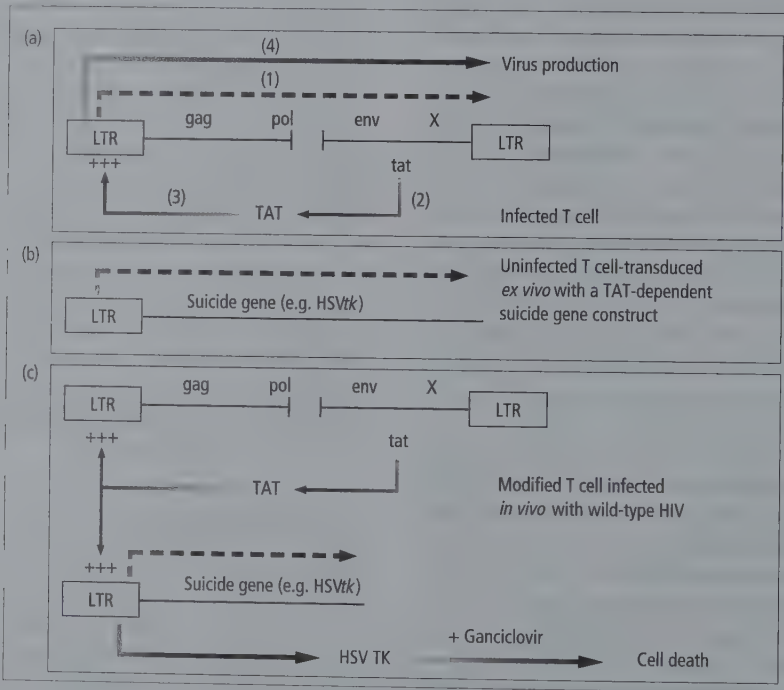 (a)
(4)
Virus production
(1)
gag pol env X
LTR
LTR
+++
tat
(3)
TAT
(2)
Infected T cell
(b)
Uninfected T cell-transduced
ex vivo with a TAT-dependent
suicide gene construct
Suicide gene (e.g. HSVtk)
LTR
(c)
gag pol env X
LTR
LTR
+++
tat
TAT
Modified T cell infected
in vivo with wild-type HIV
+++
Suicide gene (e.g. HSVtk)
LTR
+ Ganciclovir
HSV TK
Cell death